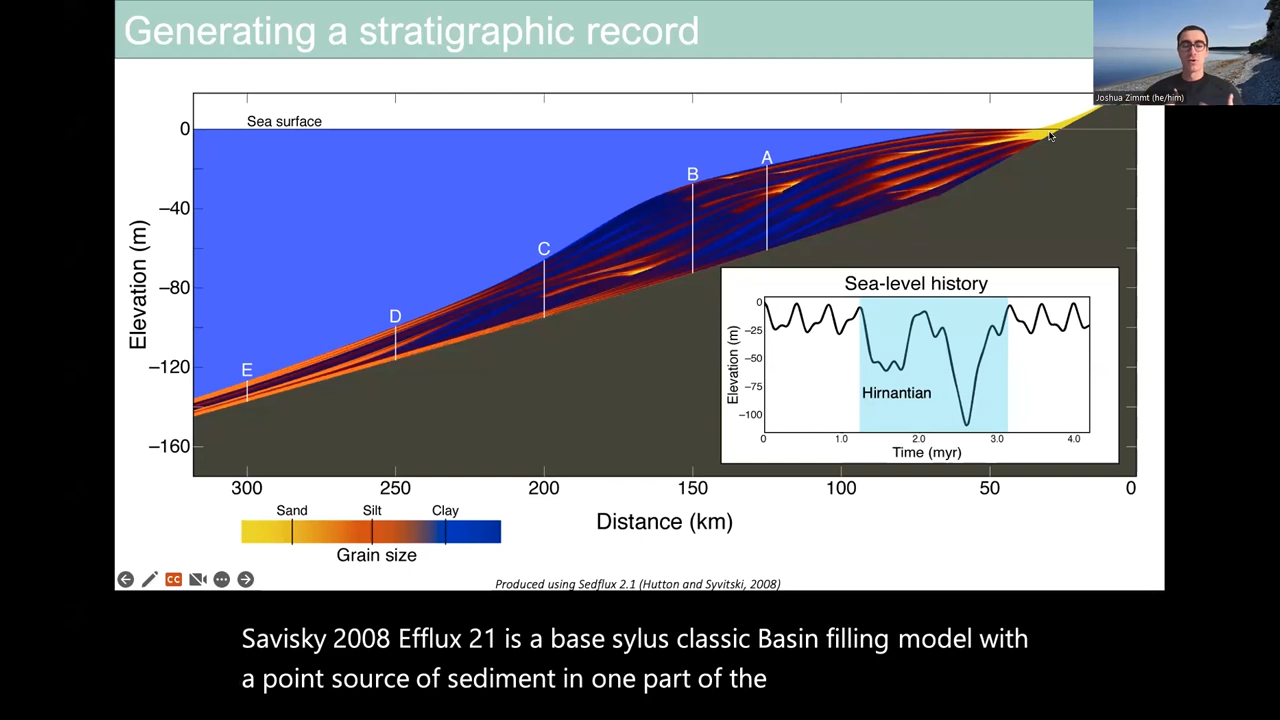 Generating a stratigraphic record
Joshua Zimmt (he/him)
Sea surface
0
−40
−80
−120
−160
Elevation (m)
A
B
C
D
E
Sea-level history
0
−25
−50
−75
−100
Elevation (m)
Hirnantian
0 1.0 2.0 3.0 4.0
Time (myr)
300 250 200 150 100 50 0
Distance (km)
Sand Silt Clay
Grain size
CC
Produced using Sedflux 2.1 (Hutton and Syvitski, 2008)
Savisky 2008 Efflux 21 is a base sylus classic Basin filling model with
a point source of sediment in one part of the